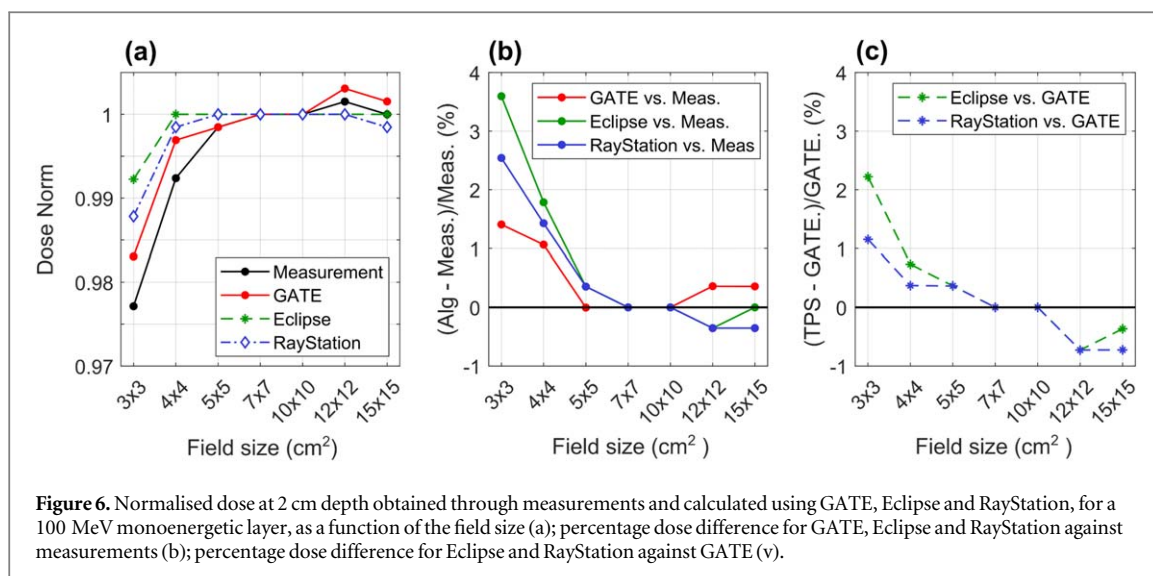 (a)
Dose Norm
1
0.99
0.98
0.97
Measurement
GATE
Eclipse
RayStation
3x3
4x4
5x5
7x7
10x10
12x12
15x15
Field size (cm²)
(b)
(Alg - Meas.)/Meas. (%)
4
3
2
1
0
-1
GATE vs. Meas.
Eclipse vs. Meas.
RayStation vs. Meas
3x3
4x4
5x5
7x7
10x10
12x12
15x15
Field size (cm² )
(c)
(TPS - GATE.)/GATE. (%)
4
3
2
1
0
-1
Eclipse vs. GATE
RayStation vs. GATE
3x3
4x4
5x5
7x7
10x10
12x12
15x15
Field size (cm² )
Figure 6. Normalised dose at 2 cm depth obtained through measurements and calculated using GATE, Eclipse and RayStation, for a
100 MeV monoenergetic layer, as a function of the field size (a); percentage dose difference for GATE, Eclipse and RayStation against
measurements (b); percentage dose difference for Eclipse and RayStation against GATE (v).